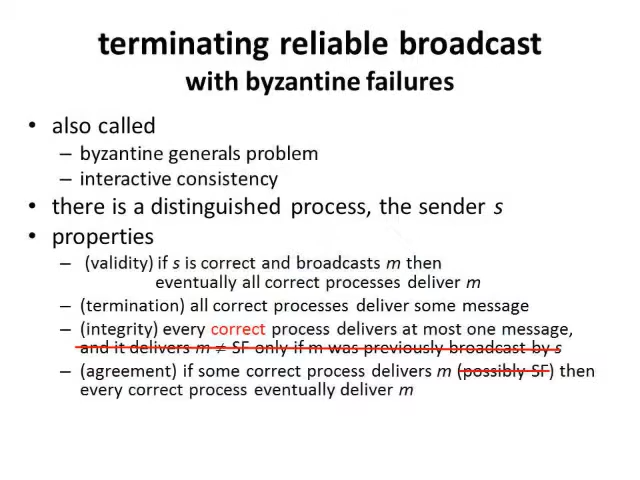 terminating reliable broadcast
with byzantine failures
• also called
– byzantine generals problem
– interactive consistency
• there is a distinguished process, the sender s
• properties
– (validity) if s is correct and broadcasts m then
eventually all correct processes deliver m
– (termination) all correct processes deliver some message
– (integrity) every correct process delivers at most one message,
and it delivers m ≠ SF only if m was previously broadcast by s
– (agreement) if some correct process delivers m (possibly SF) then
every correct process eventually deliver m